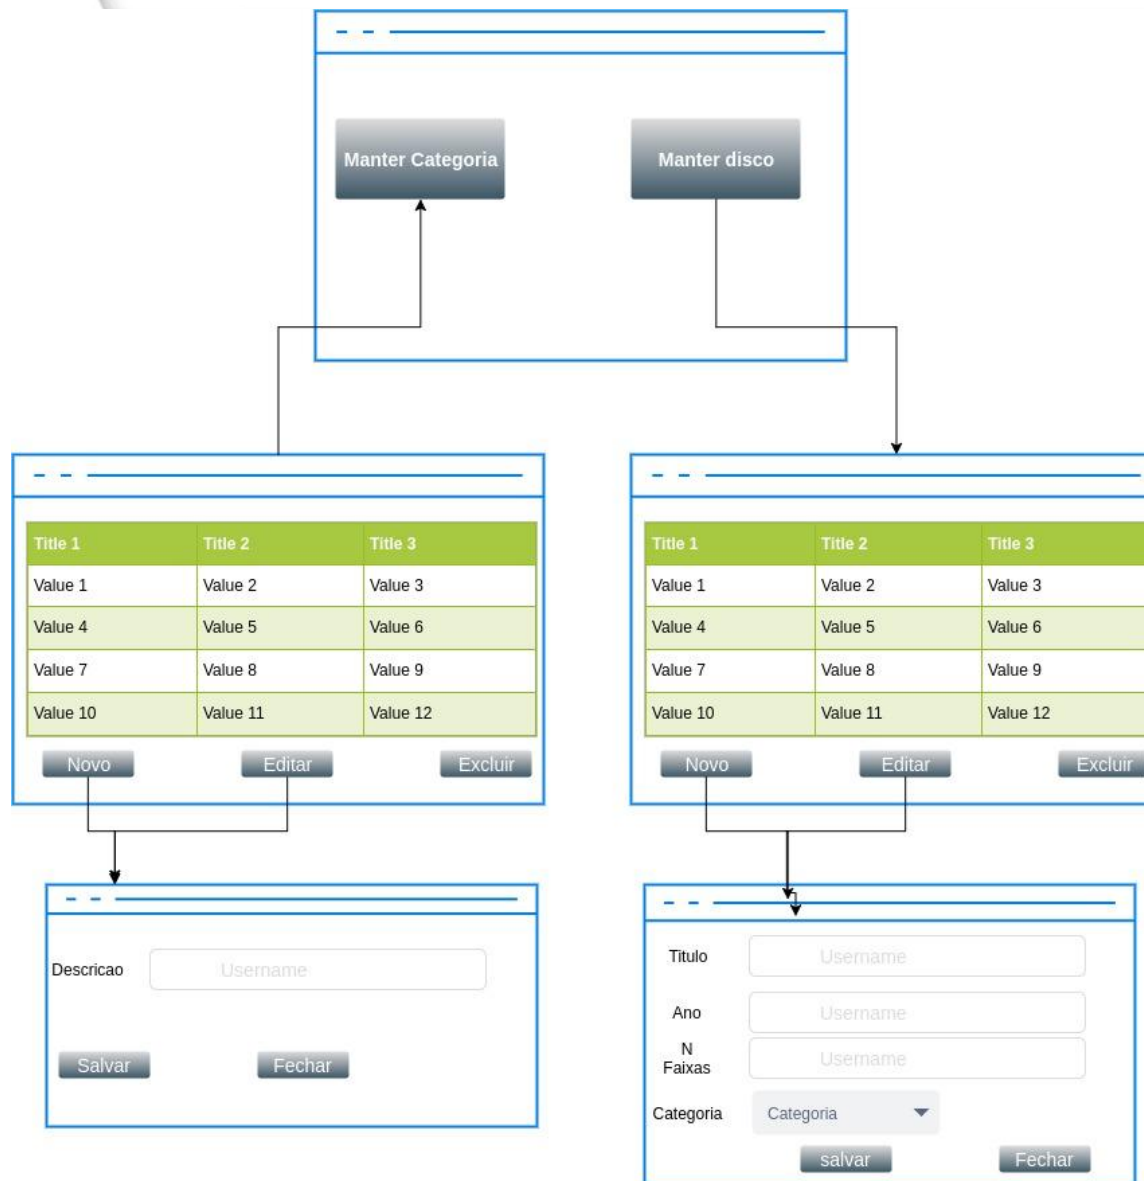 Manter Categoria
Manter disco
Title 1 Title 2 Title 3
Value 1 Value 2 Value 3
Value 4 Value 5 Value 6
Value 7 Value 8 Value 9
Value 10 Value 11 Value 12
Novo Editar Excluir
Title 1 Title 2 Title 3
Value 1 Value 2 Value 3
Value 4 Value 5 Value 6
Value 7 Value 8 Value 9
Value 10 Value 11 Value 12
Novo Editar Excluir
Descricao Username
Salvar Fechar
Titulo Username
Ano Username
N
Faixas Username
Categoria Categoria
salvar Fechar